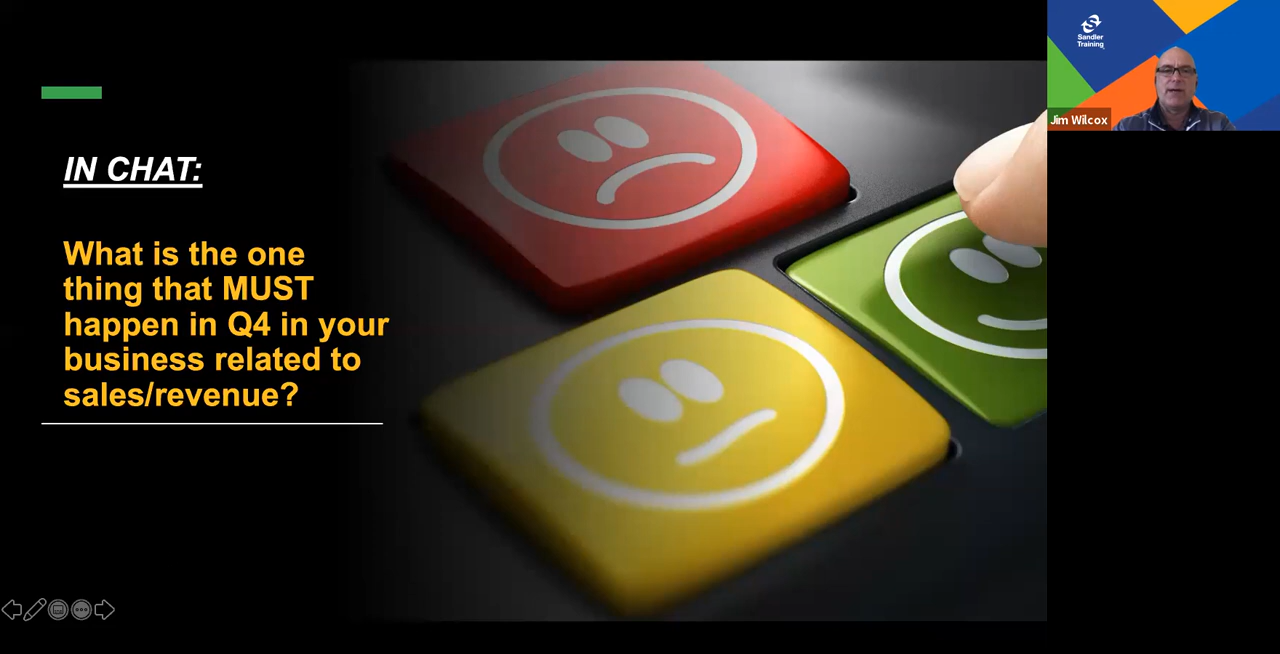 IN CHAT:
What is the one
thing that MUST
happen in Q4 in your
business related to
sales/revenue?
Sandler
Training
Jim Wilcox